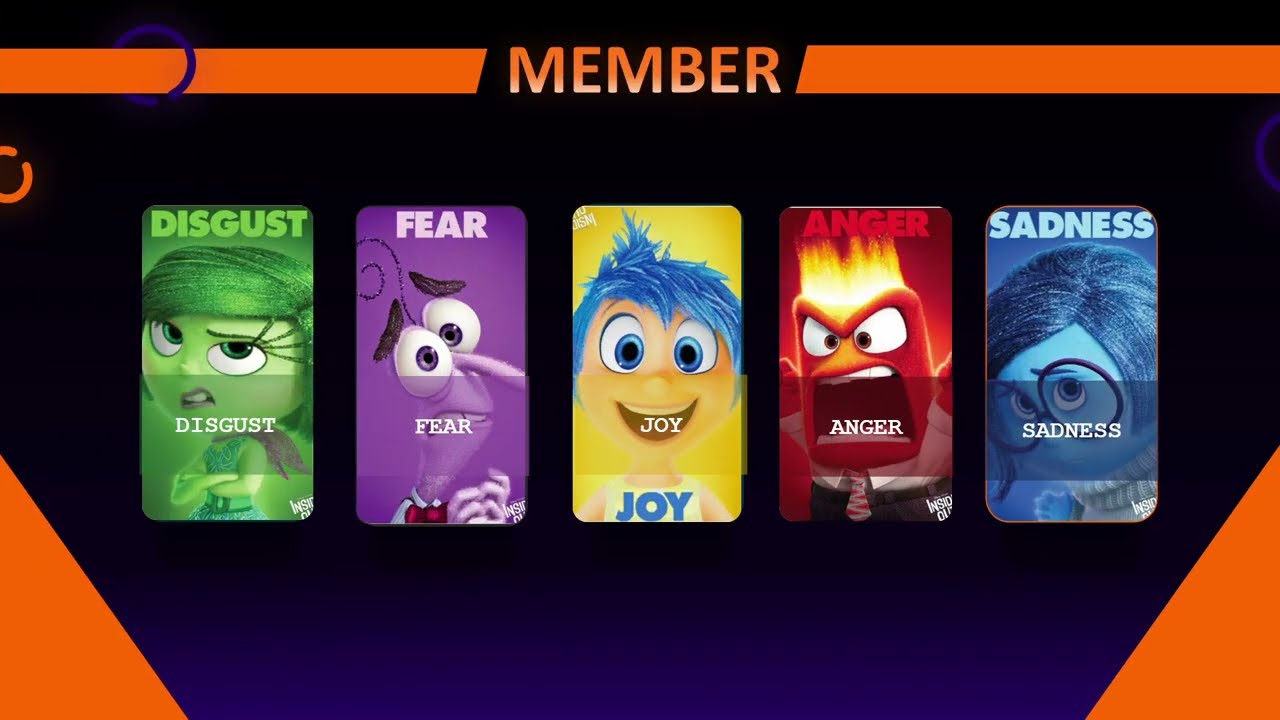 MEMBER
DISGUST
FEAR
ANGER
SADNESS
DISGUST
FEAR
JOY
ANGER
SADNESS
JOY